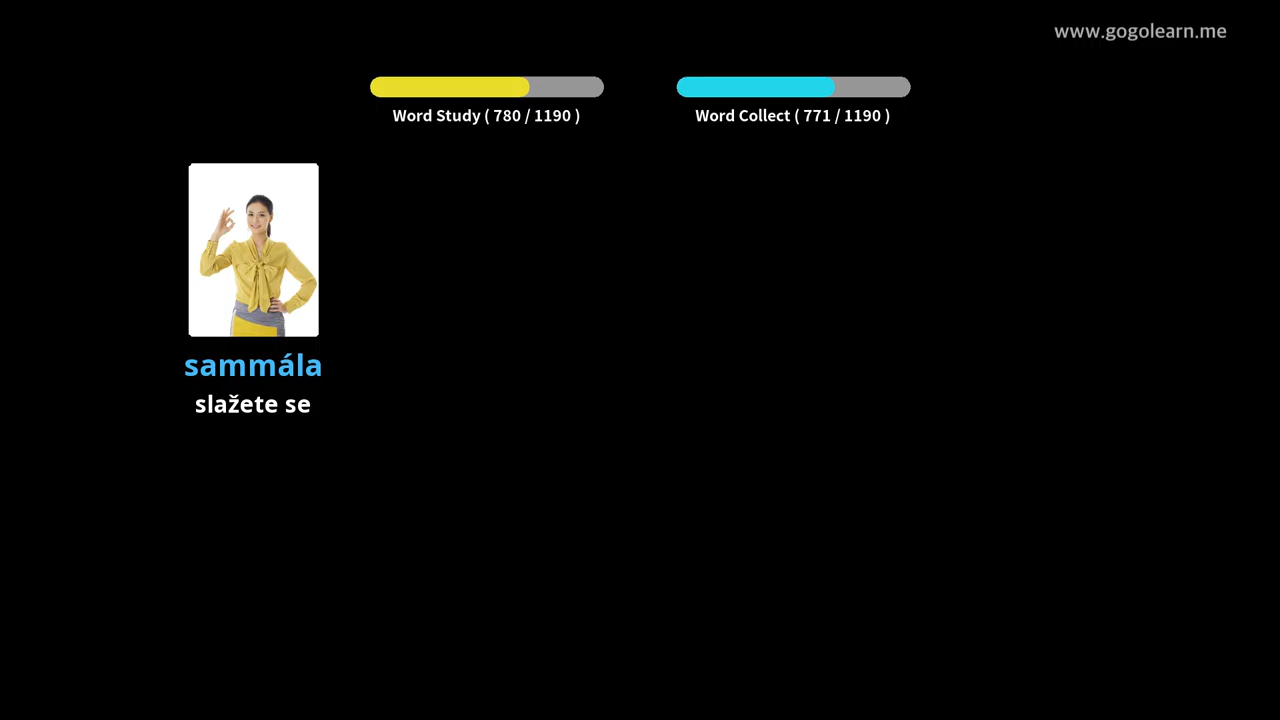 www.gogolearn.me
Word Study ( 780 / 1190 )
Word Collect ( 771 / 1190 )
sammála
slažete se